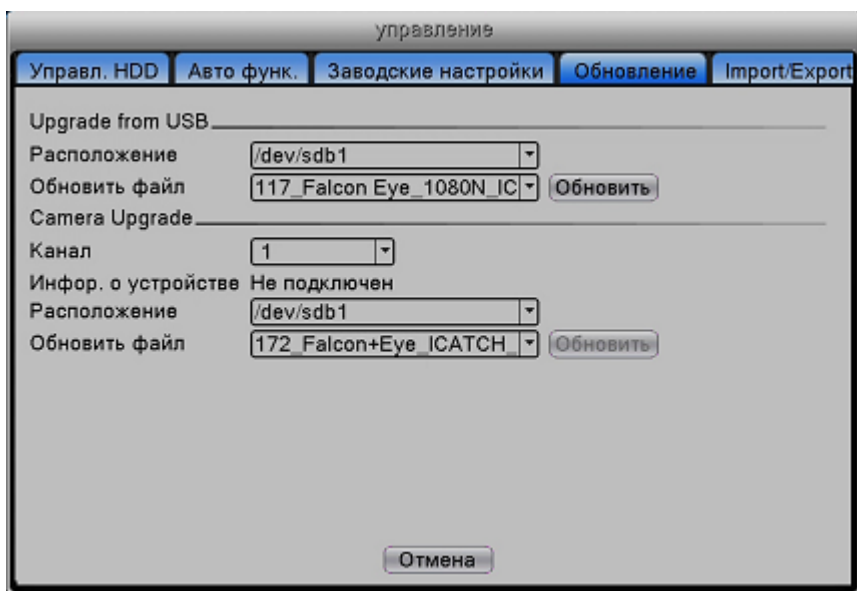 управление
Управл. HDD Авто функ. Заводские настройки Обновление Import/Export
Upgrade from USB
Расположение /dev/sdb1
Обновить файл 117_Falcon Eye_1080N_IC Обновить
Camera Upgrade
Канал 1
Инфор. о устройстве Не подключен
Расположение /dev/sdb1
Обновить файл 172_Falcon+Eye_ICATCH_ Обновить
Отмена